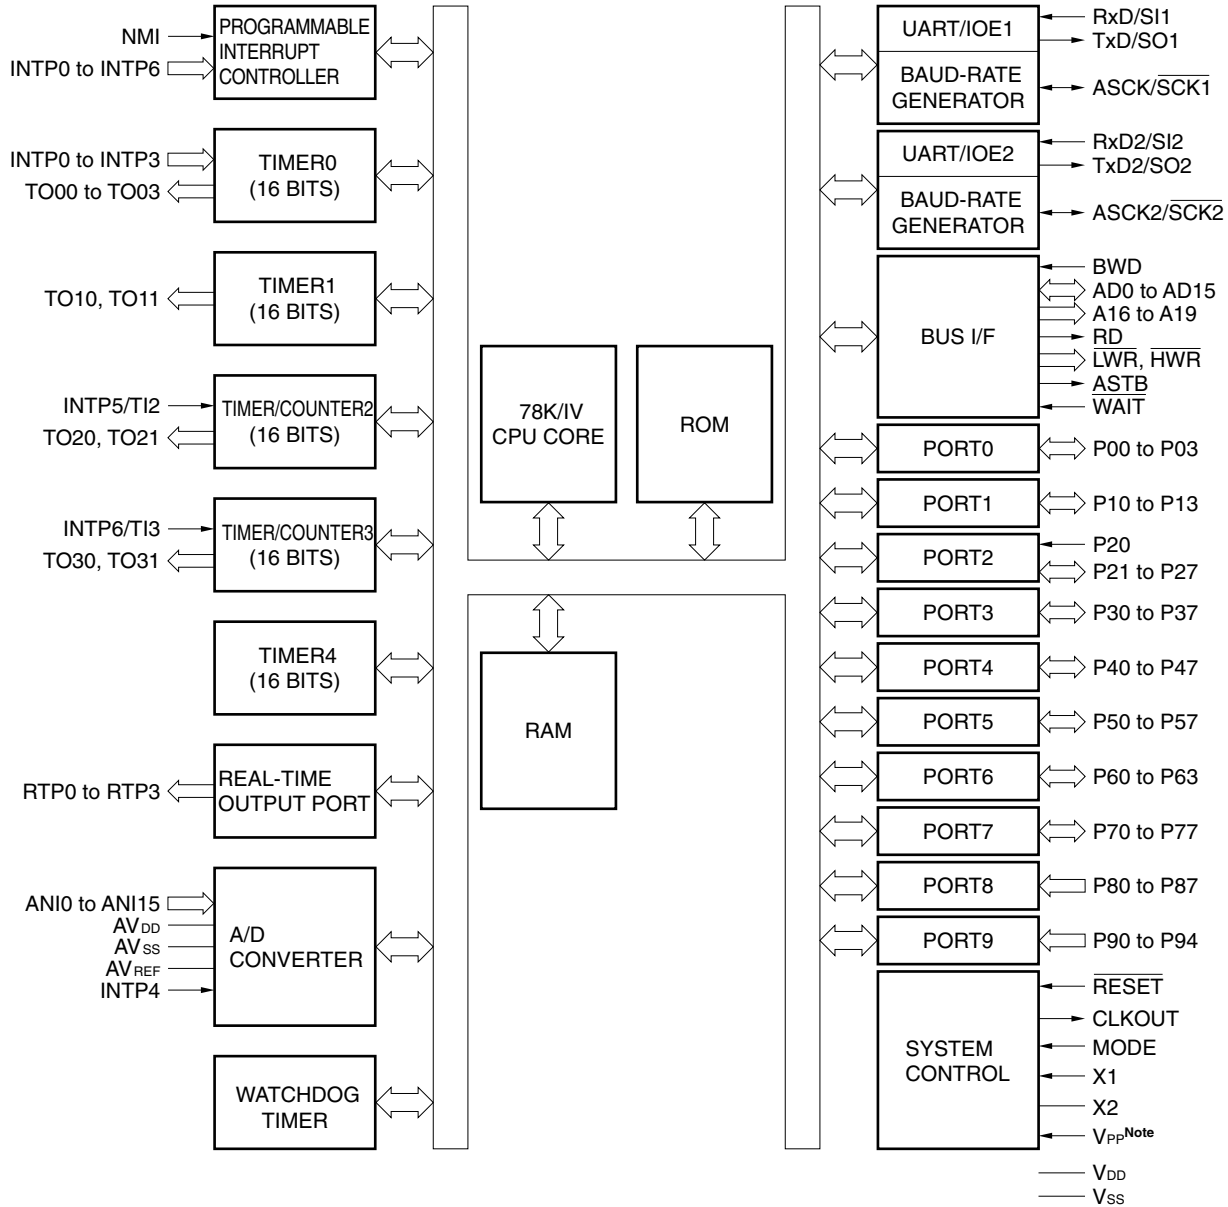 NMI
INTP0 to INTP6
PROGRAMMABLE
INTERRUPT
CONTROLLER
INTP0 to INTP3
TO00 to TO03
TIMER0
(16 BITS)
TO10, TO11
TIMER1
(16 BITS)
INTP5/TI2
TO20, TO21
TIMER/COUNTER2
(16 BITS)
INTP6/TI3
TO30, TO31
TIMER/COUNTER3
(16 BITS)
TIMER4
(16 BITS)
RTP0 to RTP3
REAL-TIME
OUTPUT PORT
ANI0 to ANI15
AVDD
AVSS
AVREF
INTP4
A/D
CONVERTER
WATCHDOG
TIMER
78K/IV
CPU CORE
ROM
RAM
UART/IOE1
BAUD-RATE
GENERATOR
RxD/SI1
TxD/SO1
ASCK/SCK1
UART/IOE2
BAUD-RATE
GENERATOR
RxD2/SI2
TxD2/SO2
ASCK2/SCK2
BUS I/F
BWD
AD0 to AD15
A16 to A19
RD
LWR, HWR
ASTB
WAIT
PORT0
P00 to P03
PORT1
P10 to P13
PORT2
P20
P21 to P27
PORT3
P30 to P37
PORT4
P40 to P47
PORT5
P50 to P57
PORT6
P60 to P63
PORT7
P70 to P77
PORT8
P80 to P87
PORT9
P90 to P94
SYSTEM
CONTROL
RESET
CLKOUT
MODE
X1
X2
VPPNote
VDD
VSS